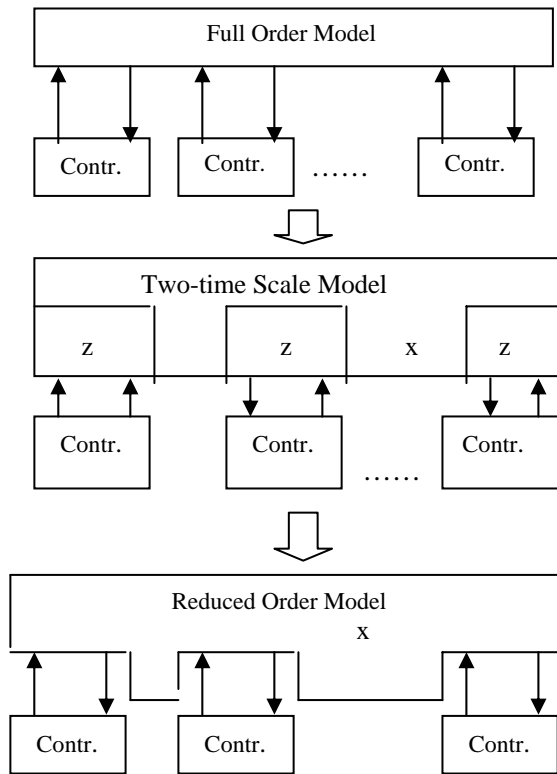 Full Order Model
Contr. Contr. ...... Contr.
Two-time Scale Model
z z x z
Contr. Contr. ...... Contr.
Reduced Order Model
x
Contr. Contr. Contr.